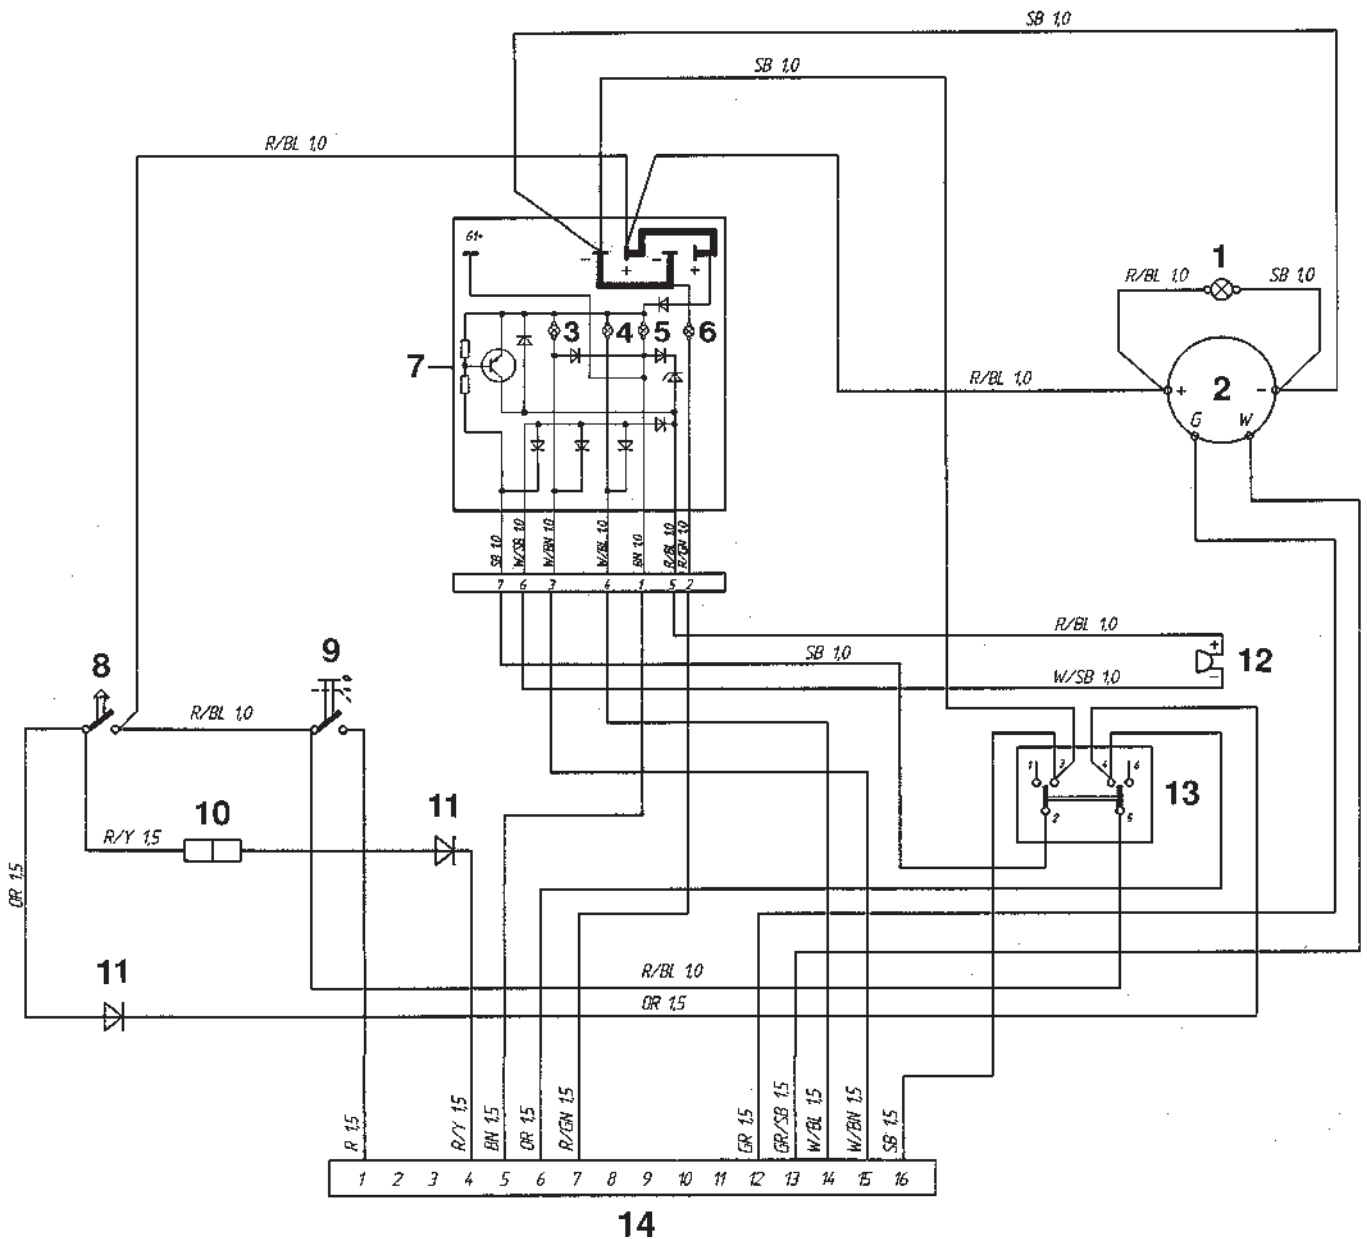 SB 1,0
SB 1,0
R/BL 1,0
61+
- + - +
1
R/BL 1,0
SB 1,0
3 4 5 6
7
R/BL 1,0
+ 2 -
G W
SB 1,0
W/SB 1,0
W/BN 1,0
W/BL 1,0
BN 1,0
R/BL 1,0
R/GN 1,0
7 6 3 4 1 5 2
R/BL 1,0
8
9
SB 1,0
+
12
W/SB 1,0
-
R/BL 1,0
1 3 4 6
13
2 5
10
11
R/Y 1,5
OR 1,5
11
R/BL 1,0
OR 1,5
R 1,5
R/Y 1,5
BN 1,5
OR 1,5
R/GN 1,5
GR 1,5
GR/SB 1,5
W/BL 1,5
W/BN 1,5
SB 1,5
1 2 3 4 5 6 7 8 9 10 11 12 13 14 15 16
14